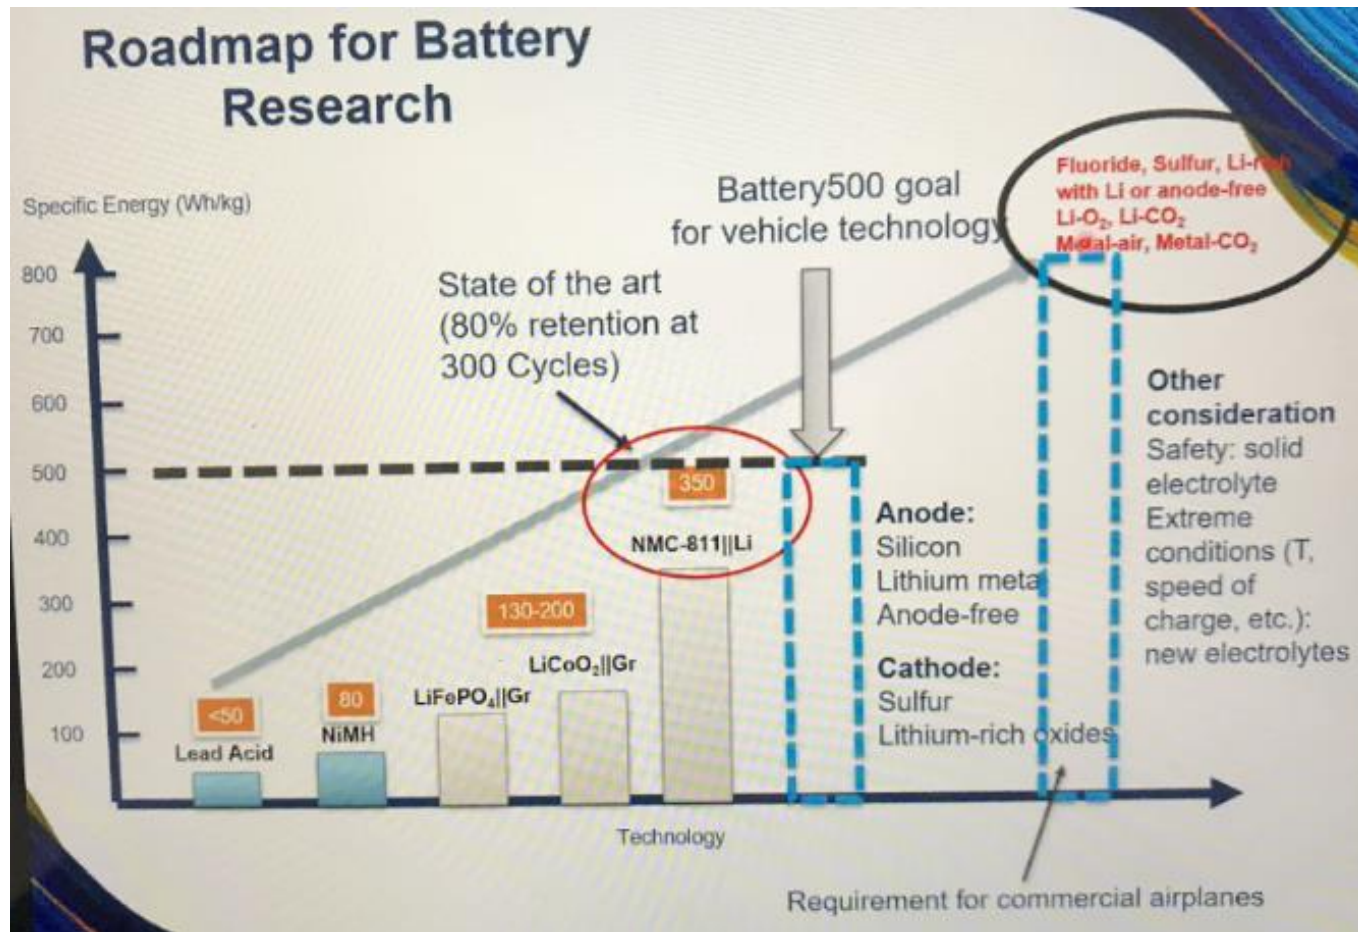 Roadmap for Battery
Research
Specific Energy (Wh/kg)
800
700
600
500
400
300
200
100
State of the art
(80% retention at
300 Cycles)
Battery500 goal
for vehicle technology
Fluoride, Sulfur, Li-rich
with Li or anode-free
Li-O₂, Li-CO₂
Metal-air, Metal-CO₂
<50
Lead Acid
80
NiMH
LiFePO₄||Gr
130-200
LiCoO₂||Gr
350
NMC-811||Li
Anode:
Silicon
Lithium metal
Anode-free
Cathode:
Sulfur
Lithium-rich oxides
Other
consideration
Safety: solid
electrolyte
Extreme
conditions (T,
speed of
charge, etc.):
new electrolytes
Technology
Requirement for commercial airplanes